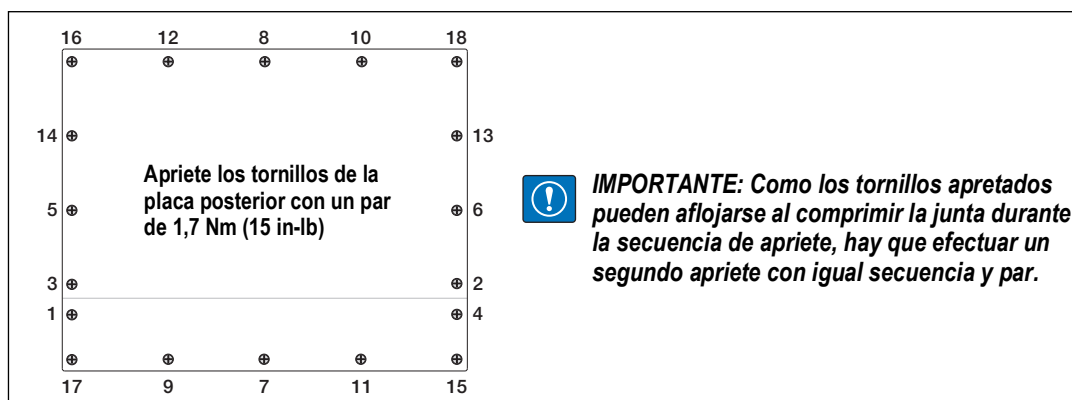 16 12 8 10 18
14 13
Apriete los tornillos de la
placa posterior con un par
de 1,7 Nm (15 in-lb)
5 6
3 2
1 4
17 9 7 11 15
IMPORTANTE: Como los tornillos apretados
pueden aflojarse al comprimir la junta durante
la secuencia de apriete, hay que efectuar un
segundo apriete con igual secuencia y par.